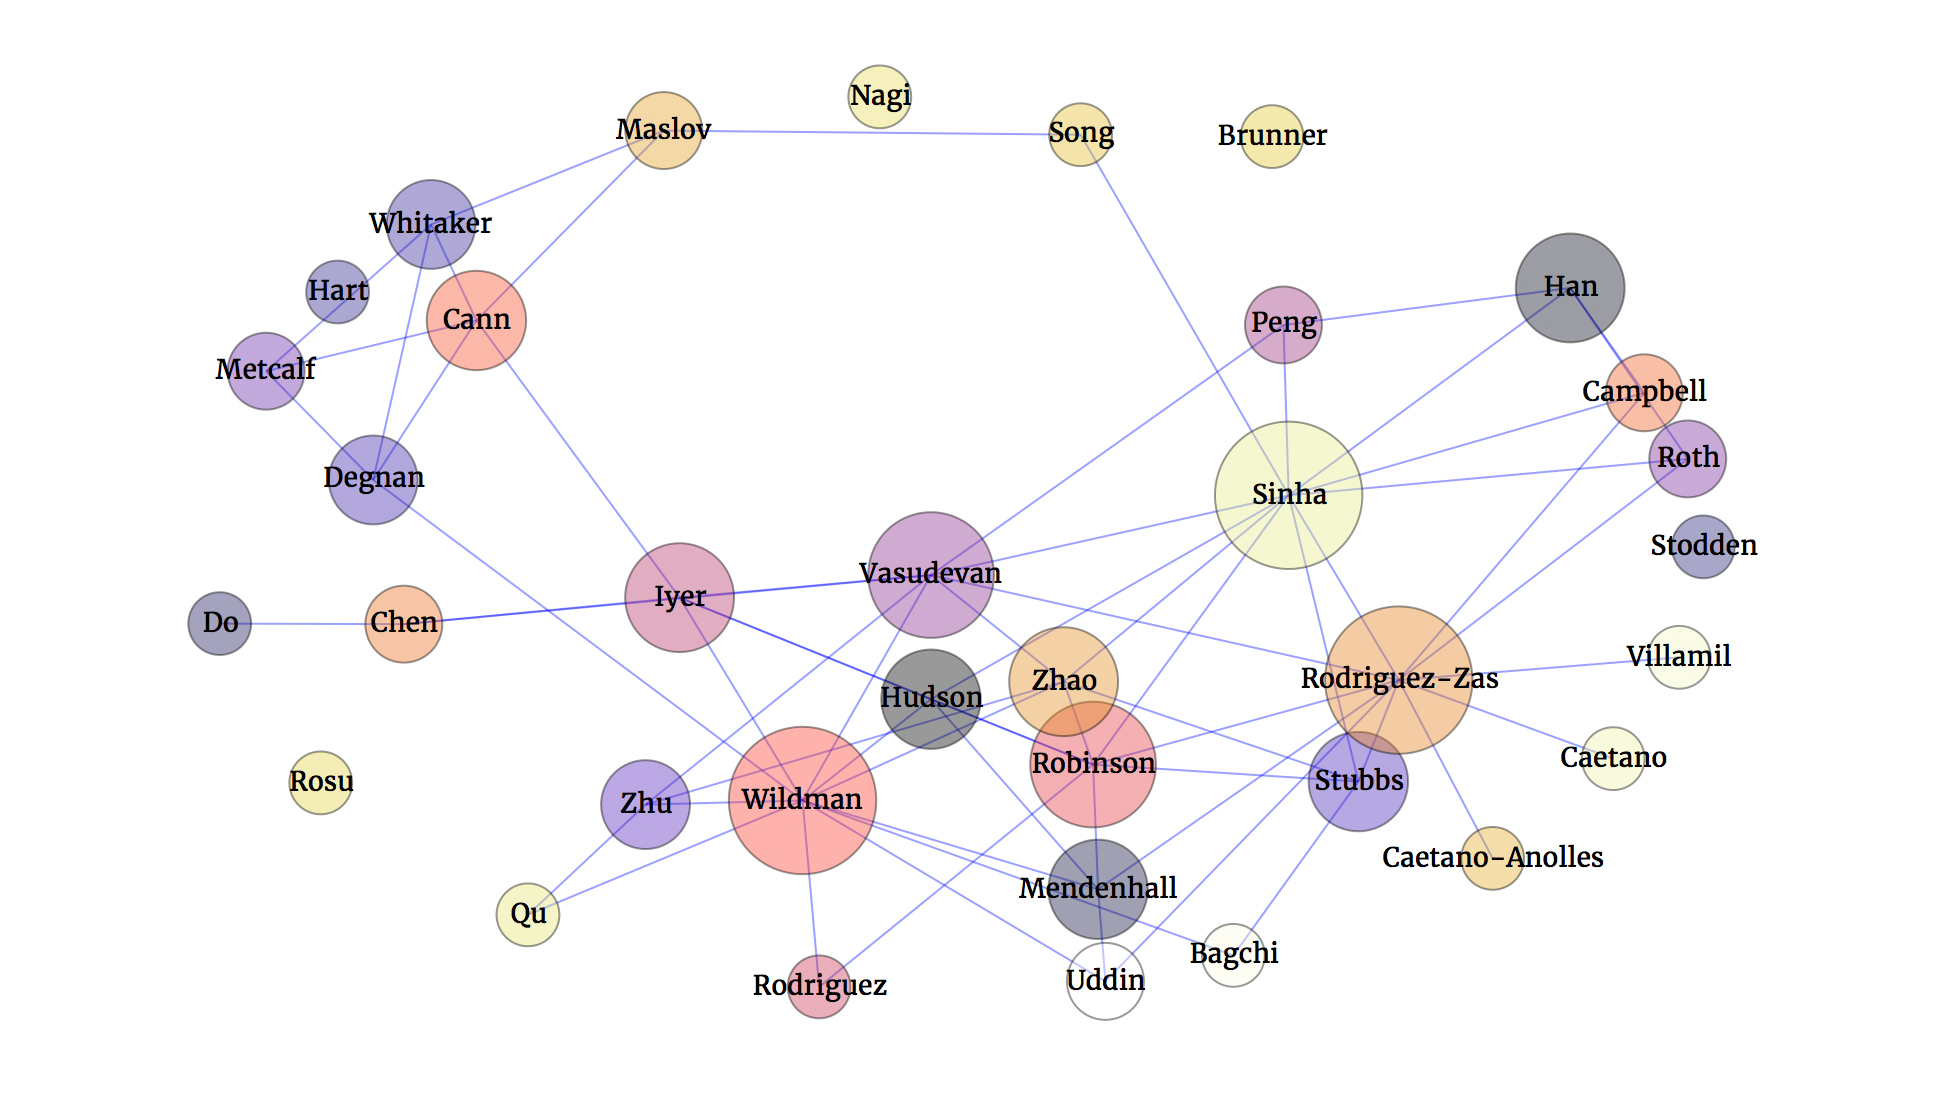 Nagi
Maslov
Song
Brunner
Whitaker
Hart
Han
Cann
Peng
Metcalf
Campbell
Roth
Degnan
Sinha
Stodden
Vasudevan
Iyer
Do
Chen
Villamil
Zhao
Rodriguez-Zas
Hudson
Caetano
Robinson
Rosu
Stubbs
Zhu
Wildman
Caetano-Anolles
Mendenhall
Qu
Bagchi
Uddin
Rodriguez